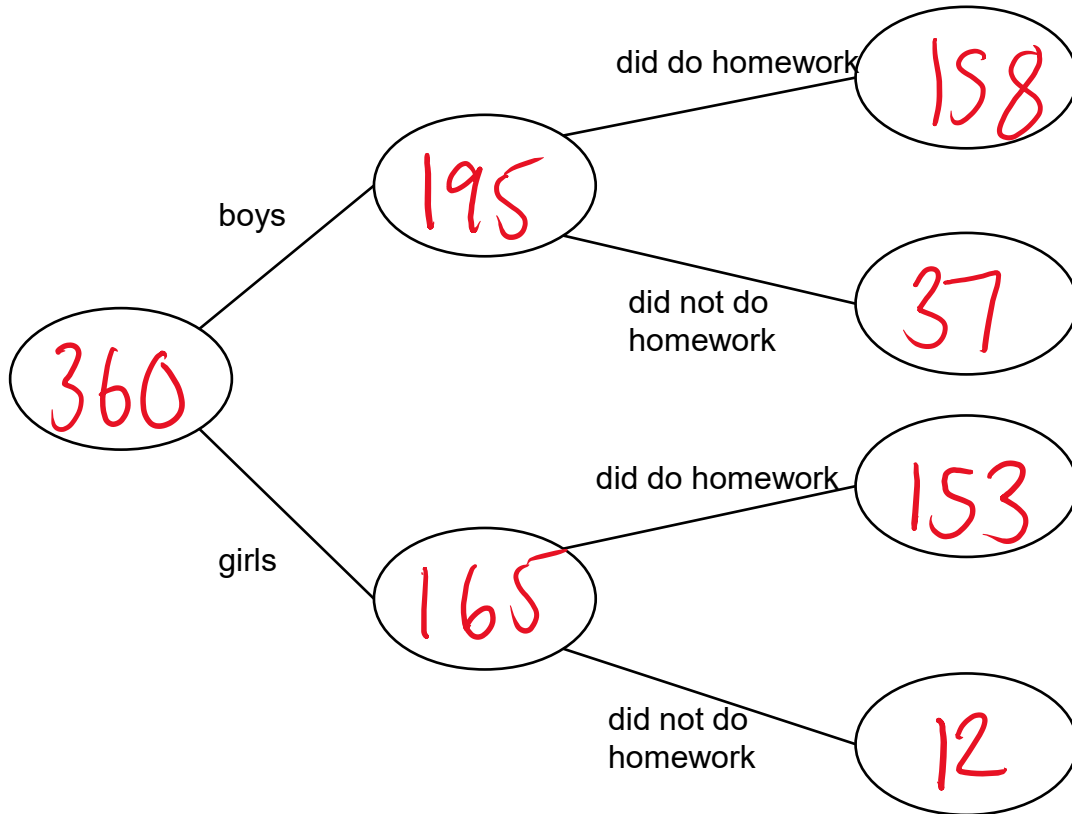 did do homework
158
195
boys
37
did not do
homework
360
did do homework
153
girls
165
did not do
homework
12